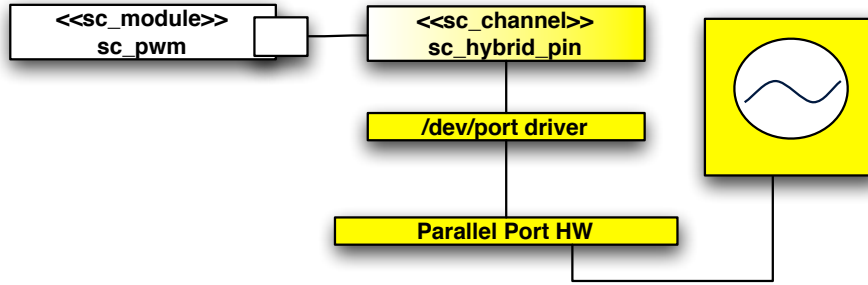 <<sc_module>>
sc_pwm
<<sc_channel>>
sc_hybrid_pin
/dev/port driver
Parallel Port HW